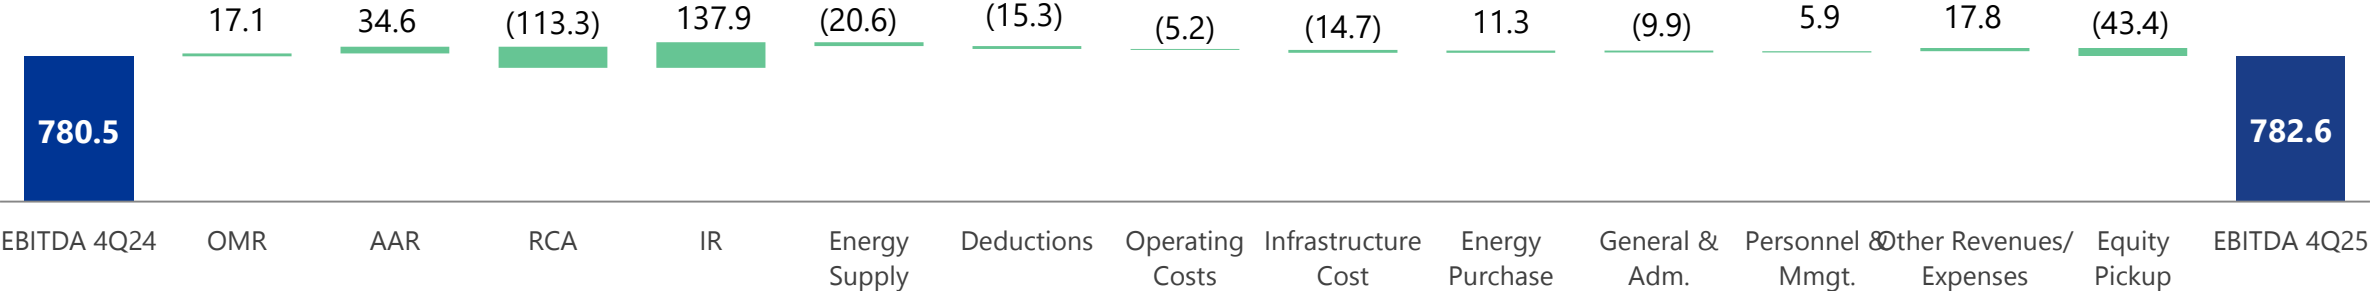 17.1
34.6
(113.3)
137.9
(20.6)
(15.3)
(5.2)
(14.7)
11.3
(9.9)
5.9
17.8
(43.4)
780.5
782.6
EBITDA 4Q24
OMR
AAR
RCA
IR
Energy
Supply
Deductions
Operating
Costs
Infrastructure
Cost
Energy
Purchase
General &
Adm.
Personnel &
Mmgt.
Other Revenues/
Expenses
Equity
Pickup
EBITDA 4Q25